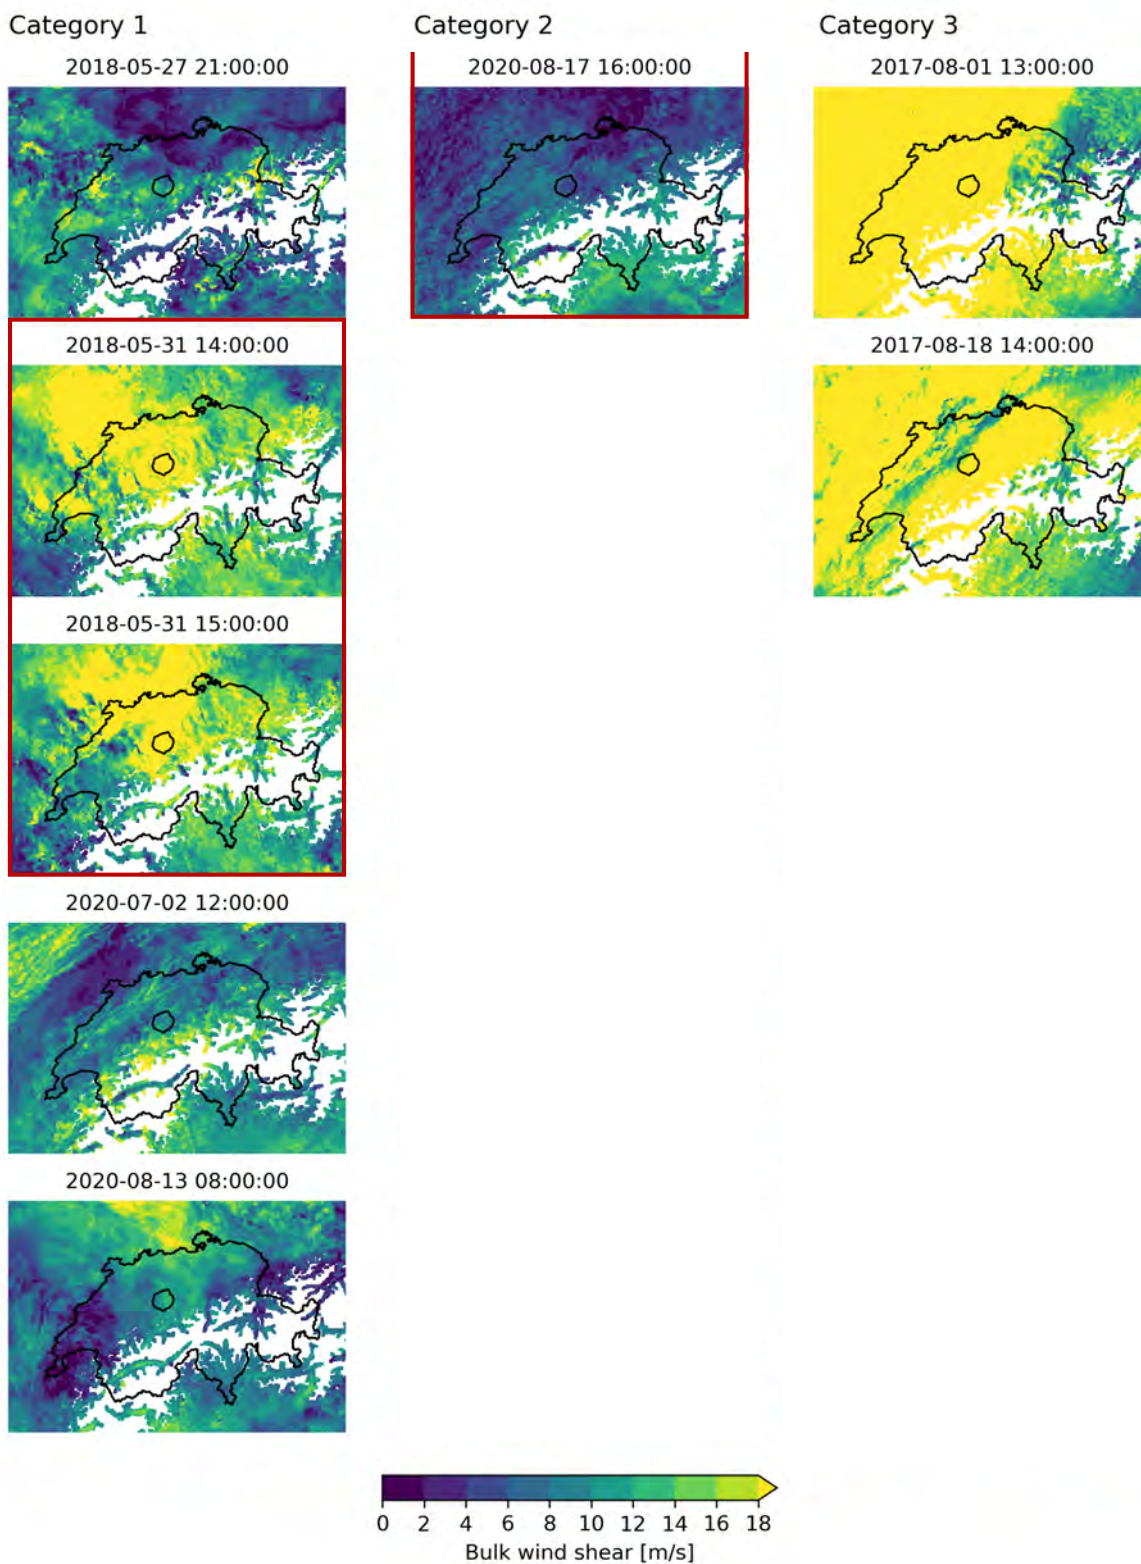 Category 1
Category 2
Category 3
2018-05-27 21:00:00
2020-08-17 16:00:00
2017-08-01 13:00:00
2018-05-31 14:00:00
2017-08-18 14:00:00
2018-05-31 15:00:00
2020-07-02 12:00:00
2020-08-13 08:00:00
0 2 4 6 8 10 12 14 16 18
Bulk wind shear [m/s]